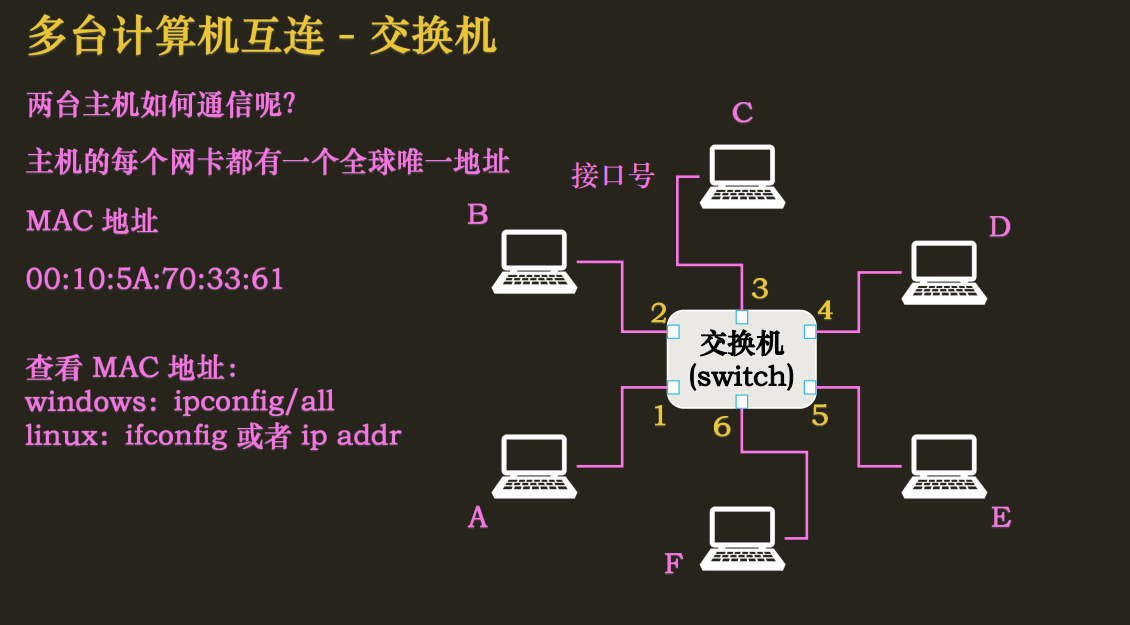 多台计算机互连 - 交换机
两台主机如何通信呢?
主机的每个网卡都有一个全球唯一地址
MAC 地址
00:10:5A:70:33:61
查看 MAC 地址:
windows: ipconfig/all
linux: ifconfig 或者 ip addr
C
接口号
B
D
3
2
4
交换机
(switch)
1
6
5
A
E
F